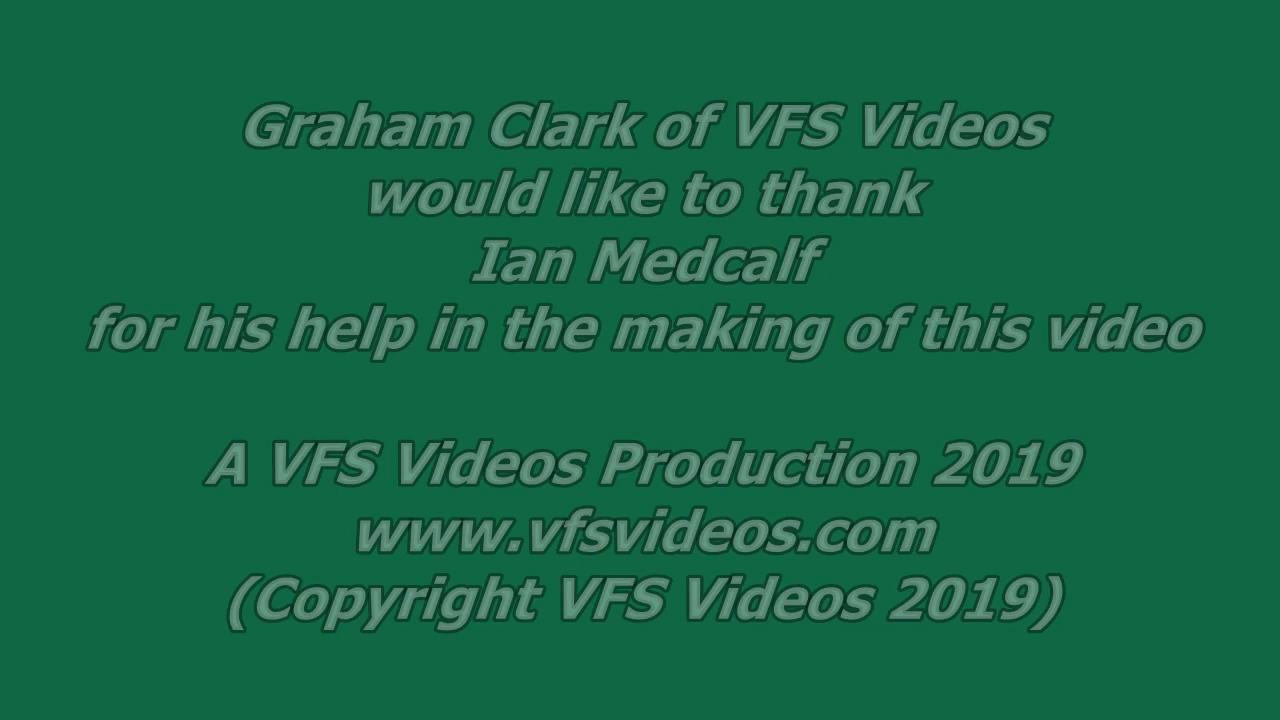 Graham Clark of VFS Videos
would like to thank
Ian Medcalf
for his help in the making of this video
A VFS Videos Production 2019
www.vfsvideos.com
(Copyright VFS Videos 2019)